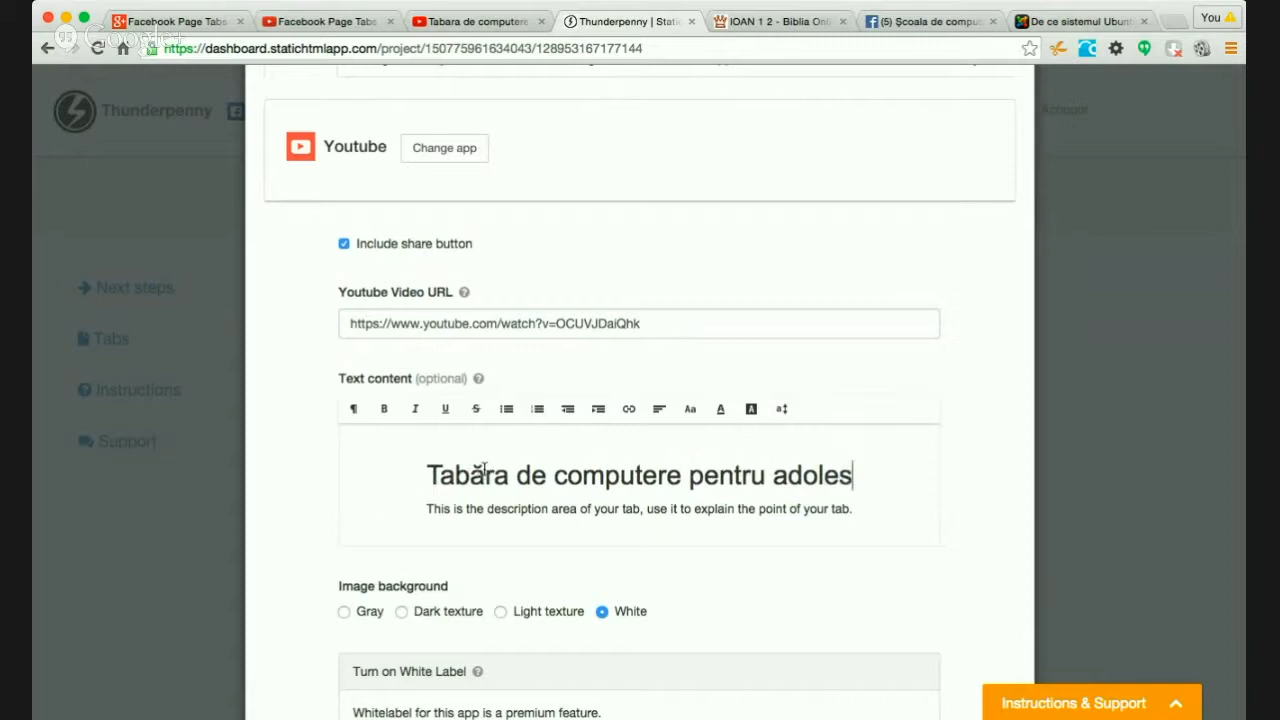 Facebook Page Tabs
Facebook Page Tabs
Tabara de computere
Thunderpenny | Stati
IOAN 1 2 - Biblia Onli
(5) Școala de compu
De ce sistemul Ubunt
You
Google+
https://dashboard.statichtmlapp.com/project/150775961634043/128953167177144
Thunderpenny
Account
Youtube
Change app
Include share button
Next steps
Youtube Video URL
https://www.youtube.com/watch?v=OCUVJDaiQhk
Tabs
Text content (optional)
Instructions
Support
Tabăra de computere pentru adoles
This is the description area of your tab, use it to explain the point of your tab.
Image background
Gray Dark texture Light texture White
Turn on White Label
Whitelabel for this app is a premium feature.
Instructions & Support